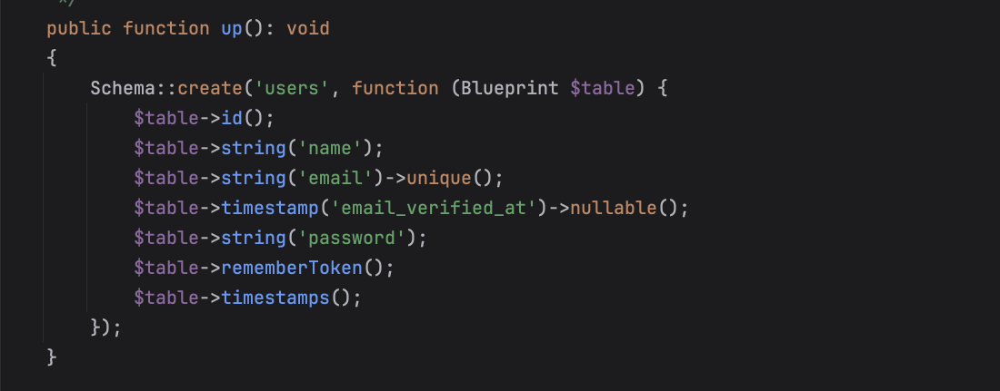 */
public function up(): void
{
    Schema::create('users', function (Blueprint $table) {
        $table->id();
        $table->string('name');
        $table->string('email')->unique();
        $table->timestamp('email_verified_at')->nullable();
        $table->string('password');
        $table->rememberToken();
        $table->timestamps();
    });
}